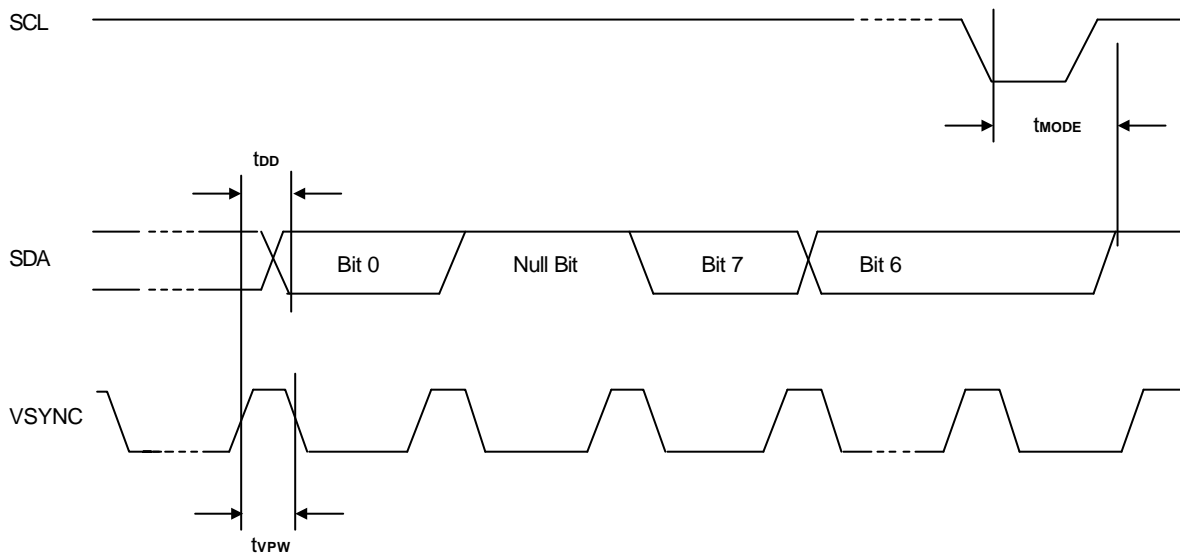 SCL
tMODE
tDD
SDA
Bit 0
Null Bit
Bit 7
Bit 6
VSYNC
tVPW